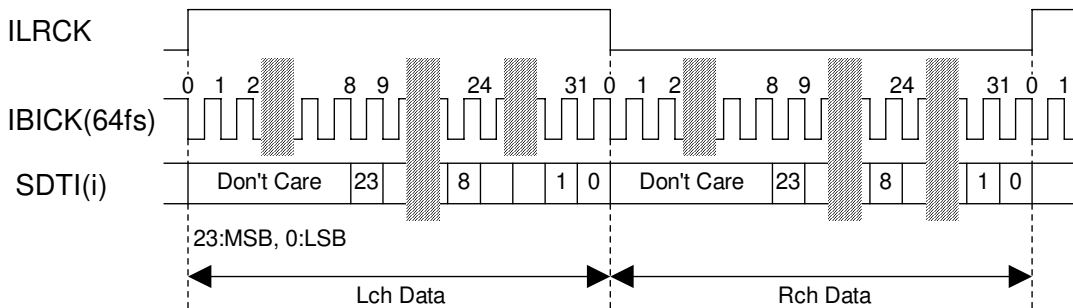 ILRCK
0 1 2 8 9 24 31 0 1 2 8 9 24 31 0 1
IBICK(64fs)
SDTI(i) Don't Care 23 8 1 0 Don't Care 23 8 1 0
23:MSB, 0:LSB
Lch Data Rch Data